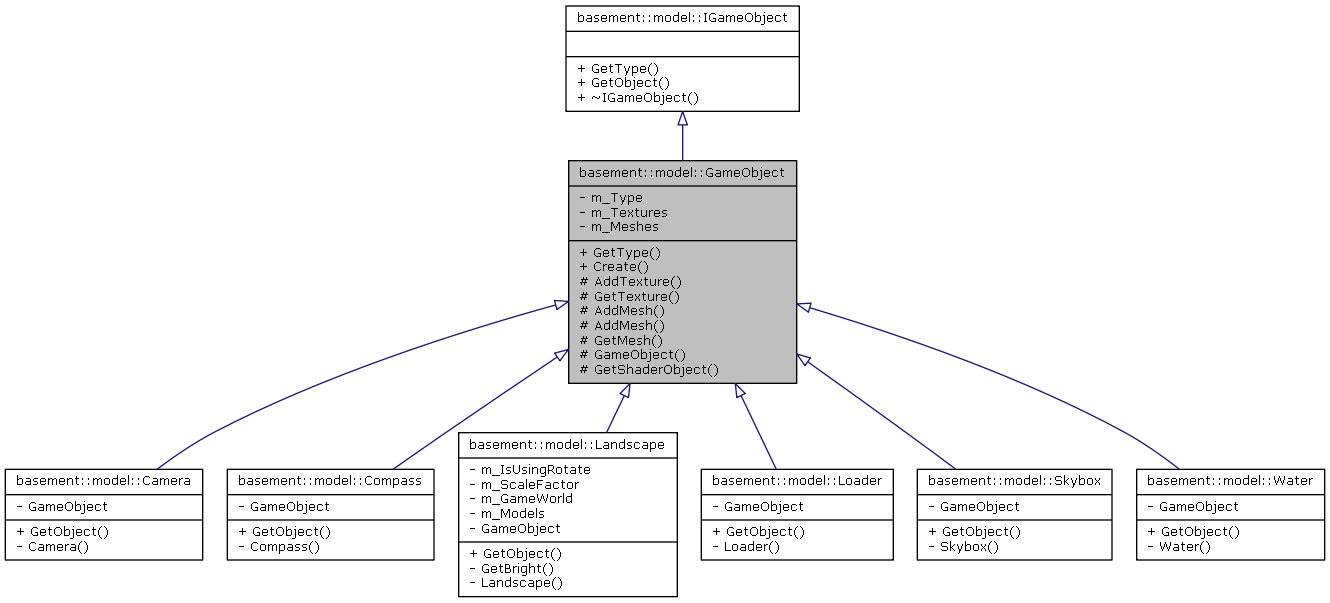 basement::model::IGameObject
+ GetType()
+ GetObject()
+ ~IGameObject()
basement::model::GameObject
- m_Type
- m_Textures
- m_Meshes
+ GetType()
+ Create()
# AddTexture()
# GetTexture()
# AddMesh()
# AddMesh()
# GetMesh()
# GameObject()
# GetShaderObject()
basement::model::Camera
- GameObject
+ GetObject()
- Camera()
basement::model::Compass
- GameObject
+ GetObject()
- Compass()
basement::model::Landscape
- m_IsUsingRotate
- m_ScaleFactor
- m_GameWorld
- m_Models
- GameObject
+ GetObject()
- GetBright()
- Landscape()
basement::model::Loader
- GameObject
+ GetObject()
- Loader()
basement::model::Skybox
- GameObject
+ GetObject()
- Skybox()
basement::model::Water
- GameObject
+ GetObject()
- Water()